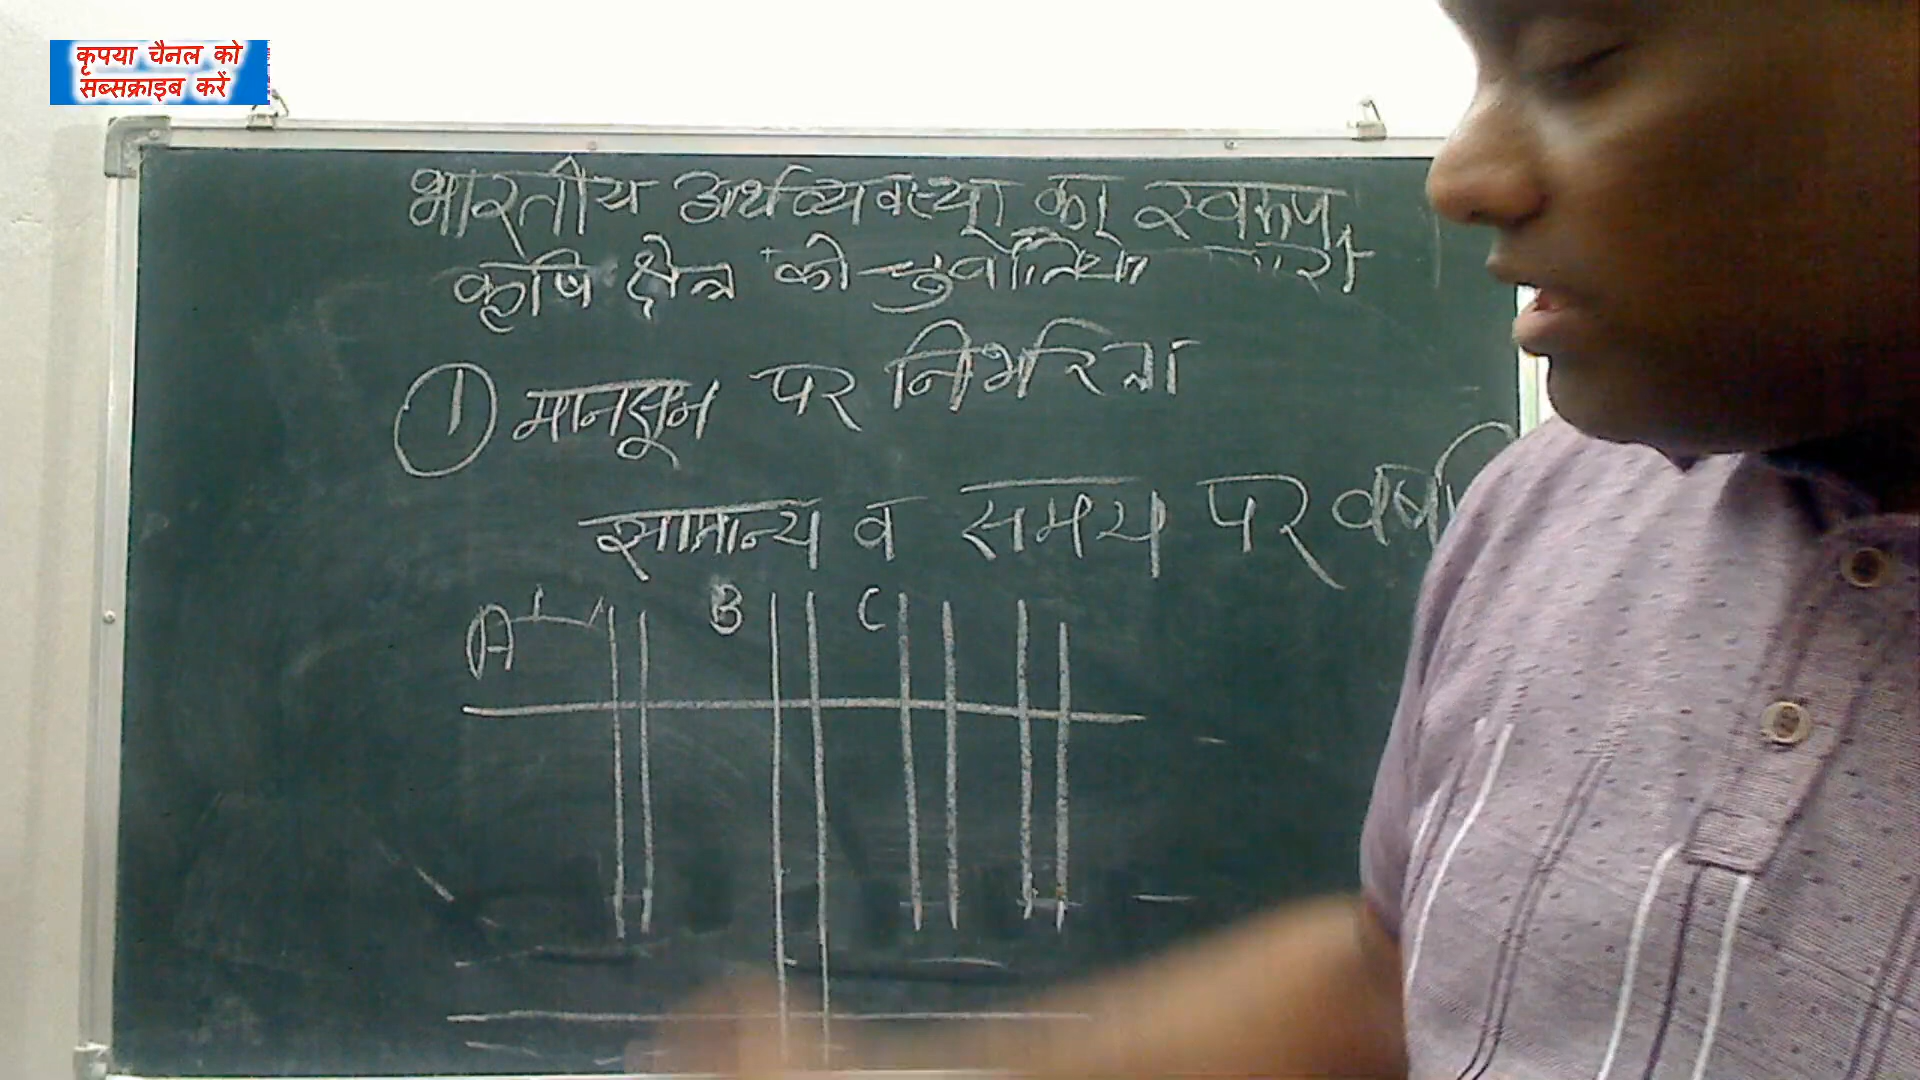 कृपया चैनल को
सब्सक्राइब करें
भारतीय अर्थव्यवस्था का स्वरूप
कृषि क्षेत्र की चुनौतियां
1 मानसून पर निर्भरता
सामान्य व समय पर वर्षा
A B C